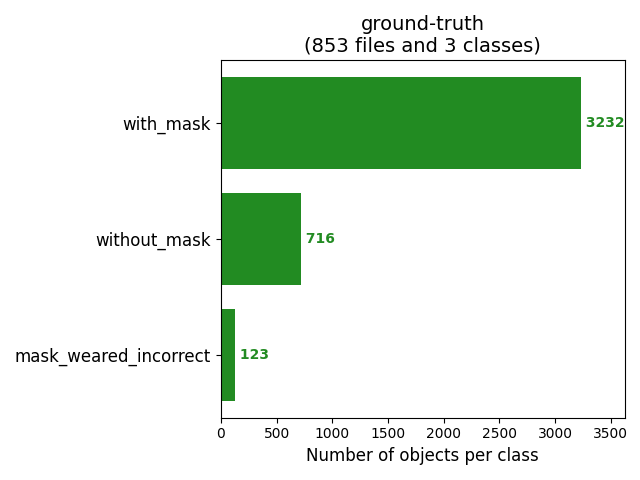 ground-truth
(853 files and 3 classes)
with_mask
3232
without_mask
716
mask_weared_incorrect
123
0 500 1000 1500 2000 2500 3000 3500
Number of objects per class